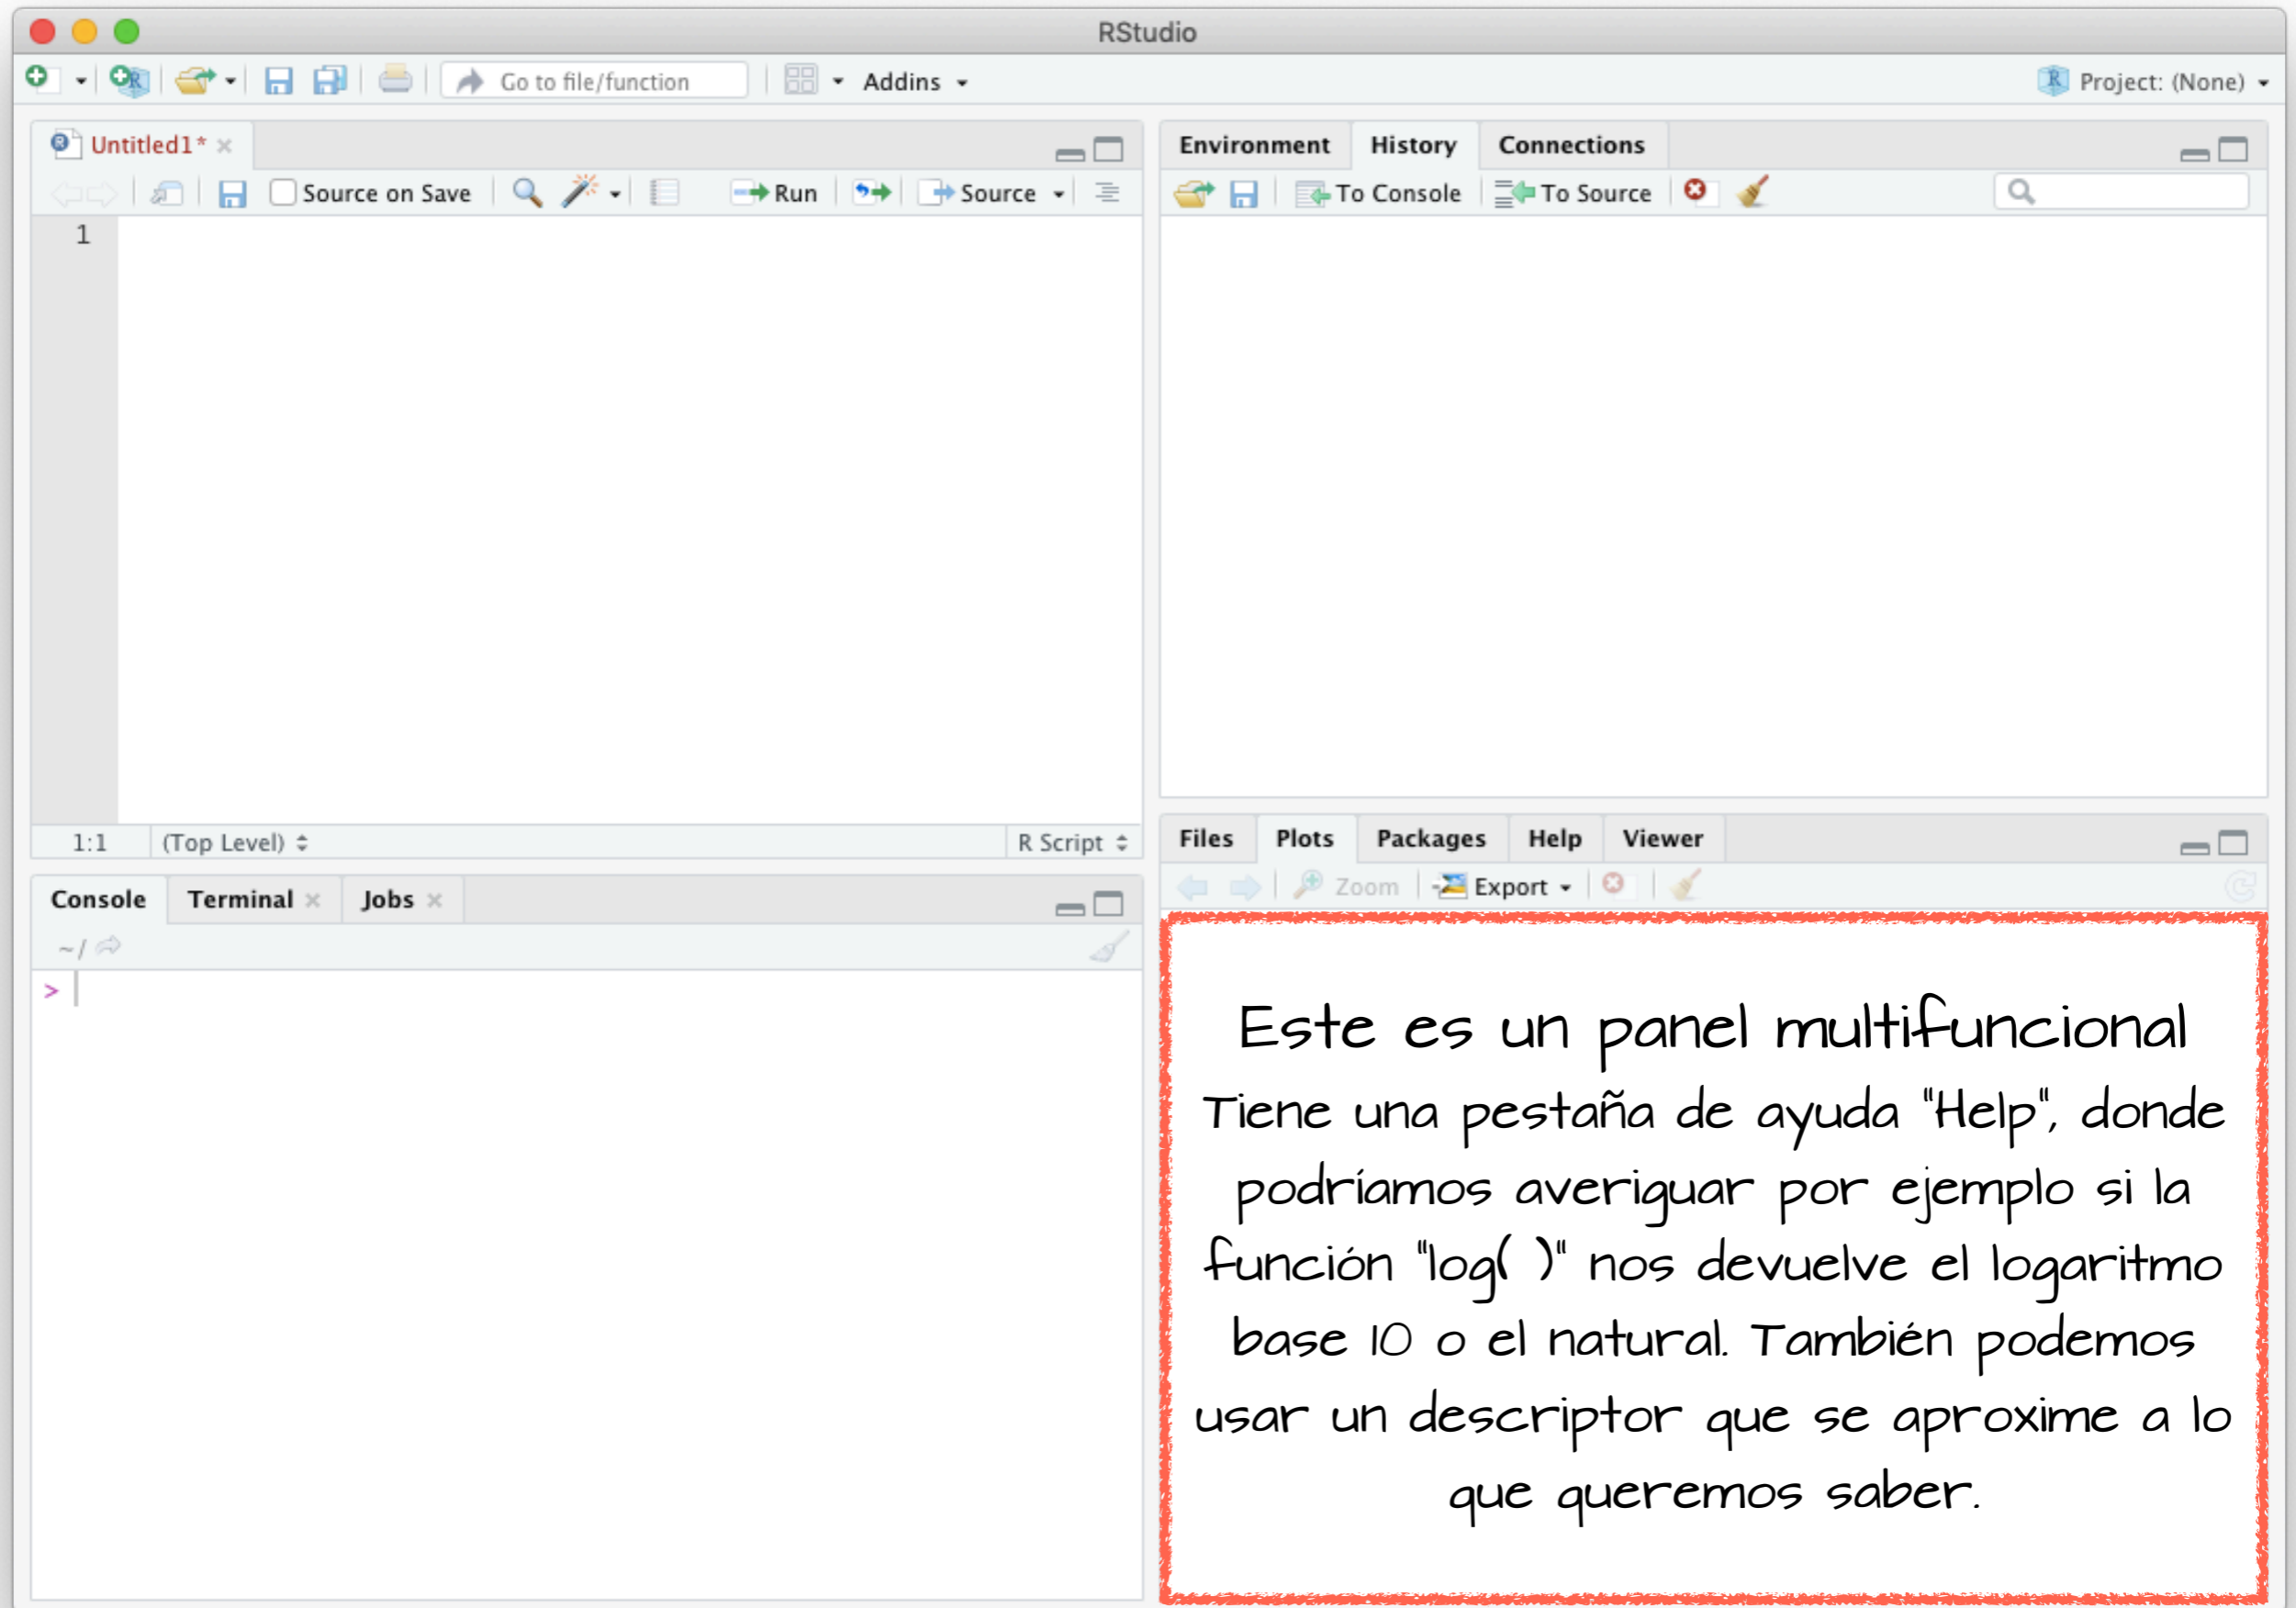 RStudio
Go to file/function
Addins
Project: (None)
Untitled1*
Source on Save
Run
Source
1
1:1
(Top Level)
R Script
Console
Terminal
Jobs
~/
>
Environment
History
Connections
To Console
To Source
Files
Plots
Packages
Help
Viewer
Zoom
Export
Este es un panel multifuncional
Tiene una pestaña de ayuda "Help", donde
podríamos averiguar por ejemplo si la
función "log( )" nos devuelve el logaritmo
base 10 o el natural. También podemos
usar un descriptor que se aproxime a lo
que queremos saber.